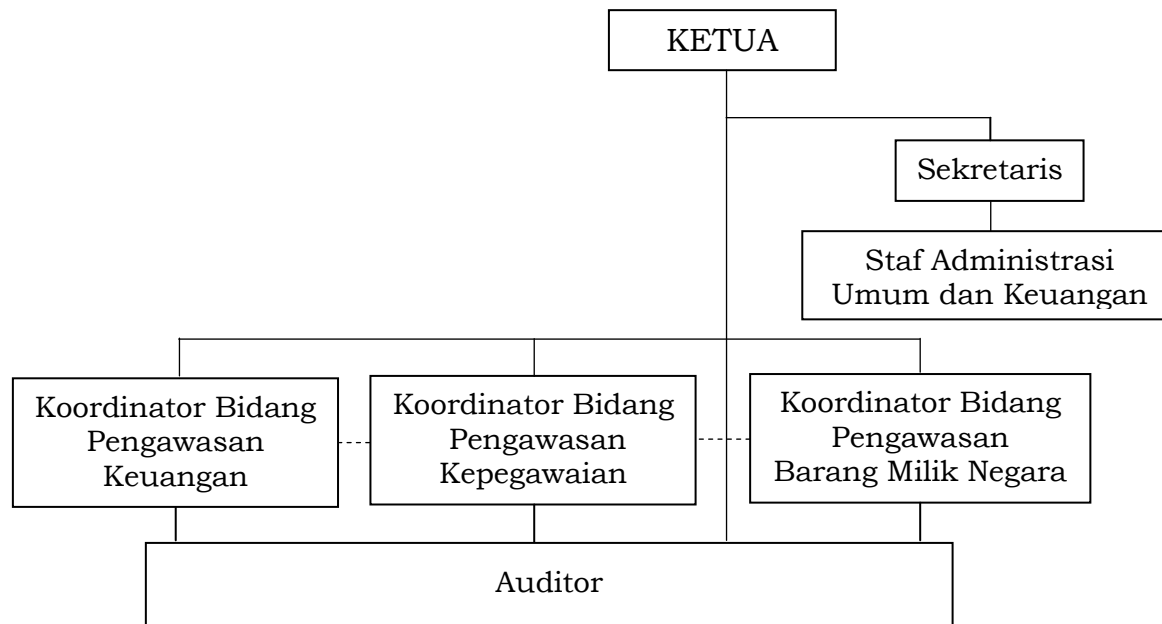 KETUA
Sekretaris
Staf Administrasi
Umum dan Keuangan
Koordinator Bidang
Pengawasan
Keuangan
Koordinator Bidang
Pengawasan
Kepegawaian
Koordinator Bidang
Pengawasan
Barang Milik Negara
Auditor